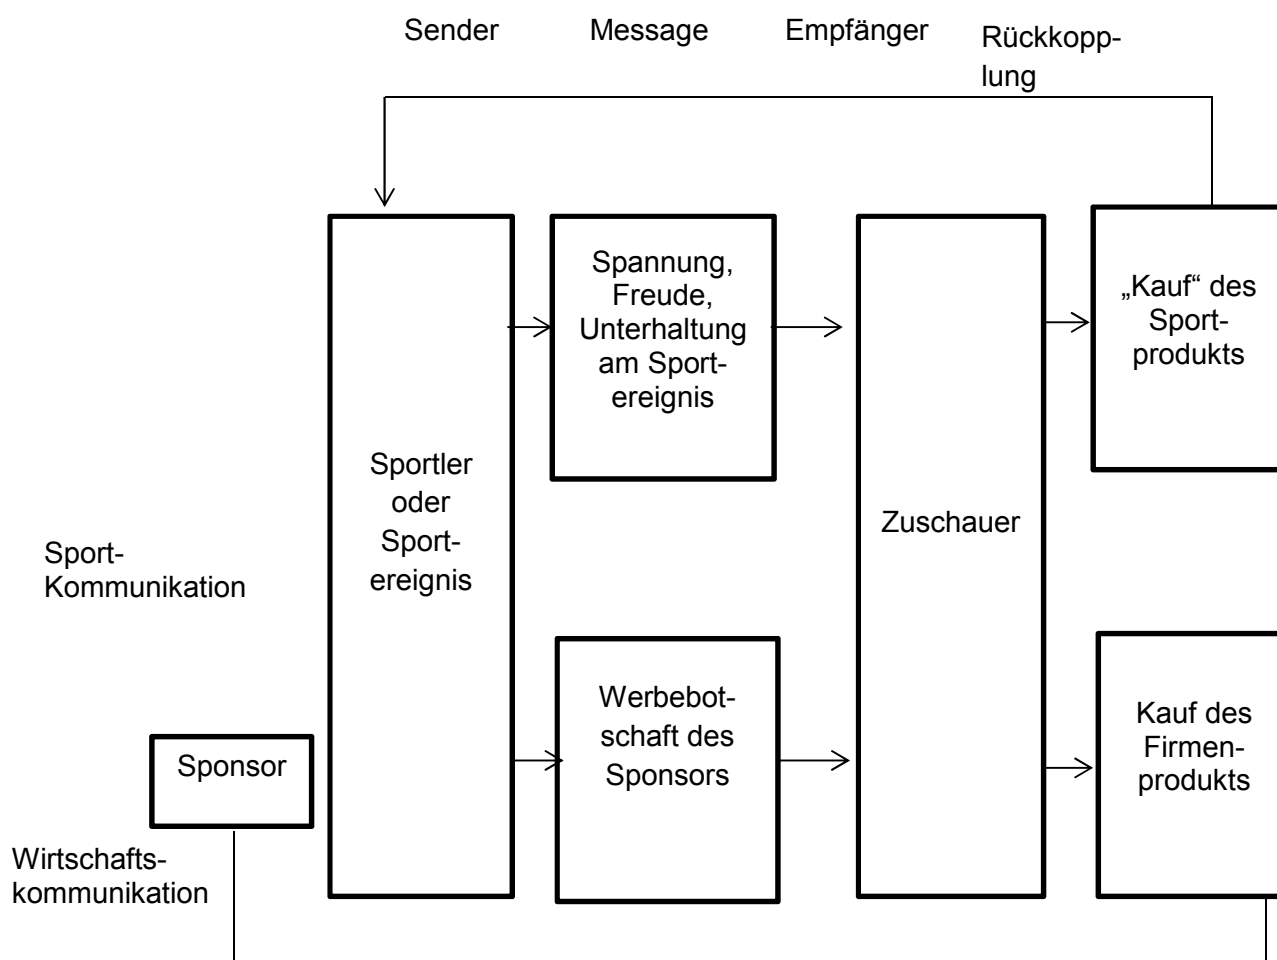 Sender
Message
Empfänger
Rückkopp-
lung
Spannung,
Freude,
Unterhaltung
am Sport-
ereignis
„Kauf“ des
Sport-
produkts
Sportler
oder
Sport-
ereignis
Zuschauer
Sport-
Kommunikation
Werbebot-
schaft des
Sponsors
Kauf des
Firmen-
produkts
Sponsor
Wirtschafts-
kommunikation